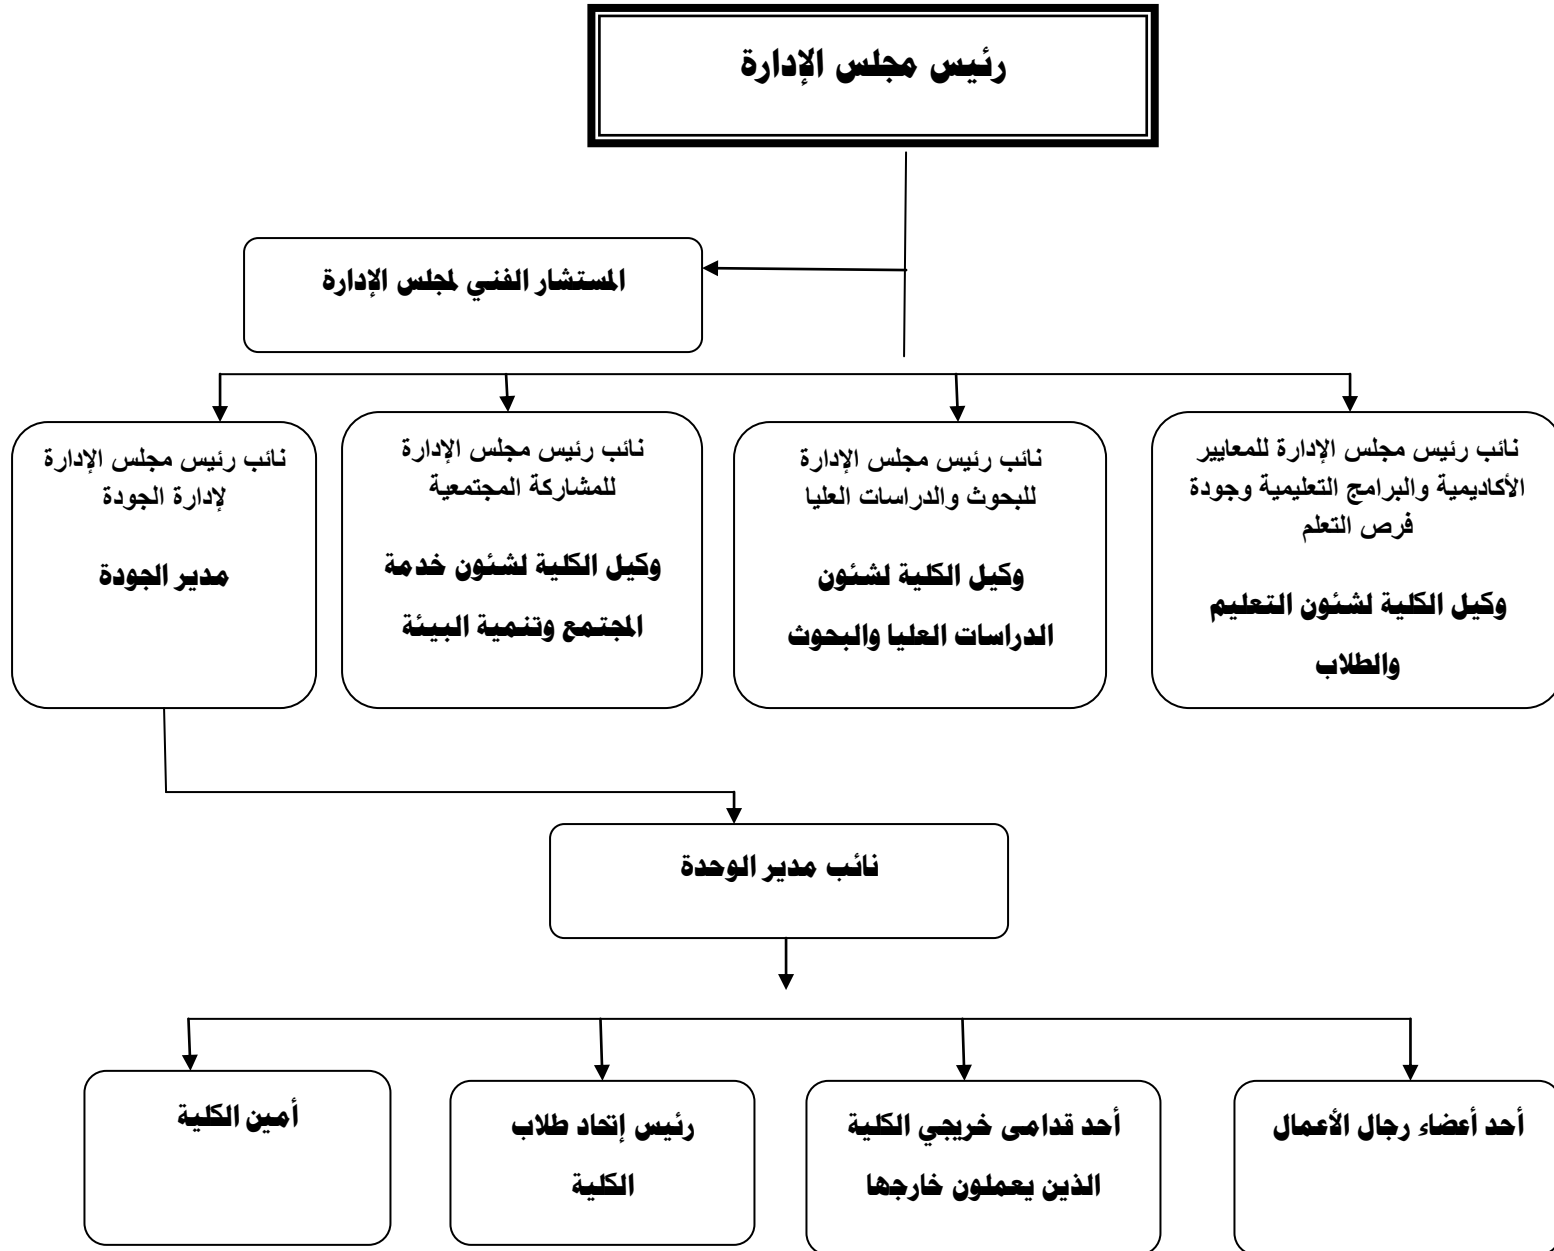 رئيس مجلس الإدارة
المستشار الفني لمجلس الإدارة
نائب رئيس مجلس الإدارة للمعايير
الأكاديمية والبرامج التعليمية وجودة
فرص التعلم
وكيل الكلية لشئون التعليم
والطلاب
نائب رئيس مجلس الإدارة
للبحوث والدراسات العليا
وكيل الكلية لشئون
الدراسات العليا والبحوث
نائب رئيس مجلس الإدارة
للمشاركة المجتمعية
وكيل الكلية لشئون خدمة
المجتمع وتنمية البيئة
نائب رئيس مجلس الإدارة
لإدارة الجودة
مدير الجودة
نائب مدير الوحدة
أحد أعضاء رجال الأعمال
أحد قدامى خريجي الكلية
الذين يعملون خارجها
رئيس إتحاد طلاب
الكلية
أمين الكلية